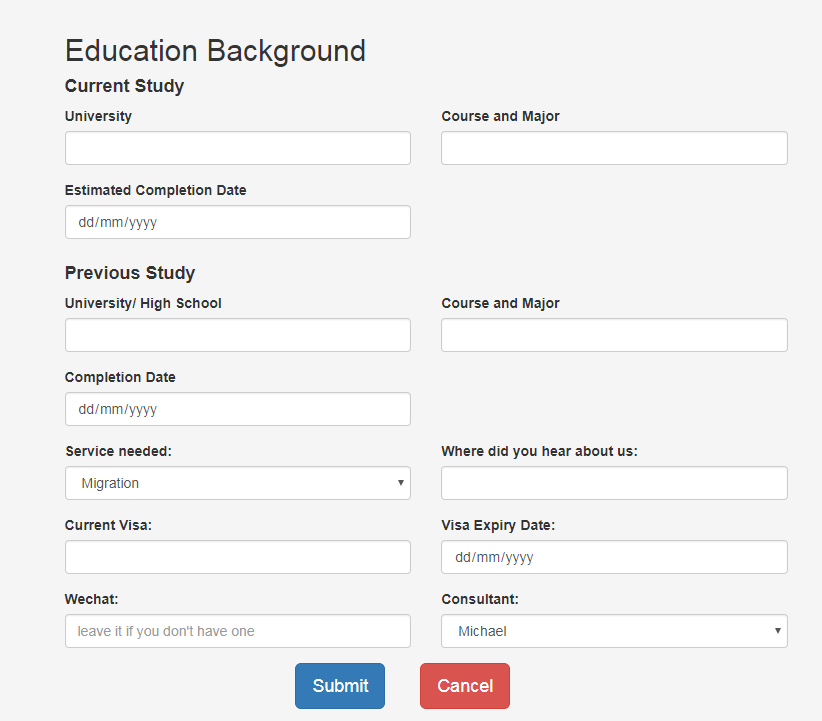 Education Background
Current Study
University Course and Major
Estimated Completion Date
dd/mm/yyyy
Previous Study
University/ High School Course and Major
Completion Date
dd/mm/yyyy
Service needed: Where did you hear about us:
Migration
Current Visa: Visa Expiry Date:
dd/mm/yyyy
Wechat: Consultant:
leave it if you don't have one Michael
Submit Cancel